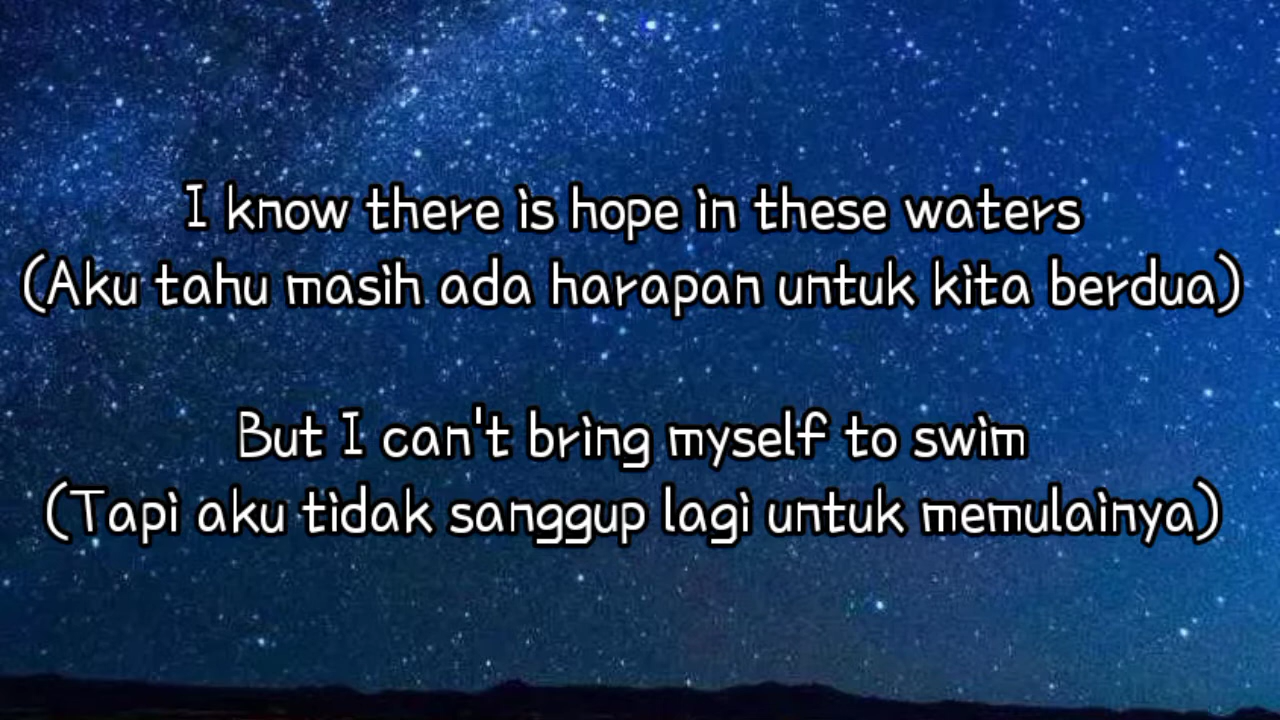 I know there is hope in these waters
(Aku tahu masih ada harapan untuk kita berdua)
But I can't bring myself to swim
(Tapi aku tidak sanggup lagi untuk memulainya)